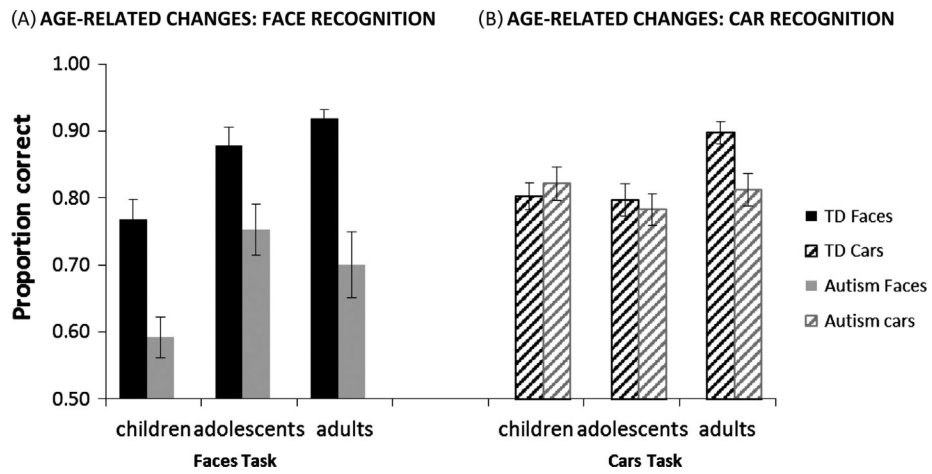 (A) AGE-RELATED CHANGES: FACE RECOGNITION
(B) AGE-RELATED CHANGES: CAR RECOGNITION
Proportion correct
1.00
0.90
0.80
0.70
0.60
0.50
children adolescents adults
Faces Task
children adolescents adults
Cars Task
TD Faces
TD Cars
Autism Faces
Autism cars